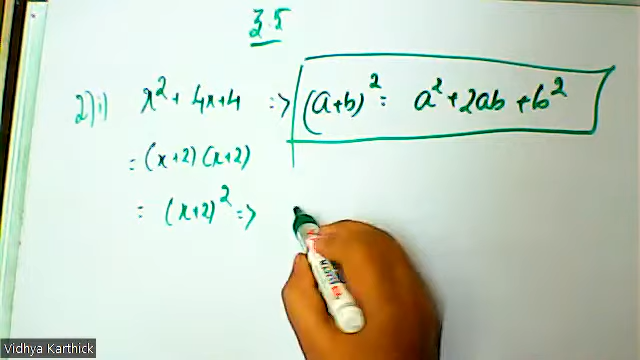 3.5
2) i) x² + 4x+4 => (a+b)² = a² + 2ab + b²
= (x+2) (x+2)
= (x+2)² =>
Vidhya Karthick